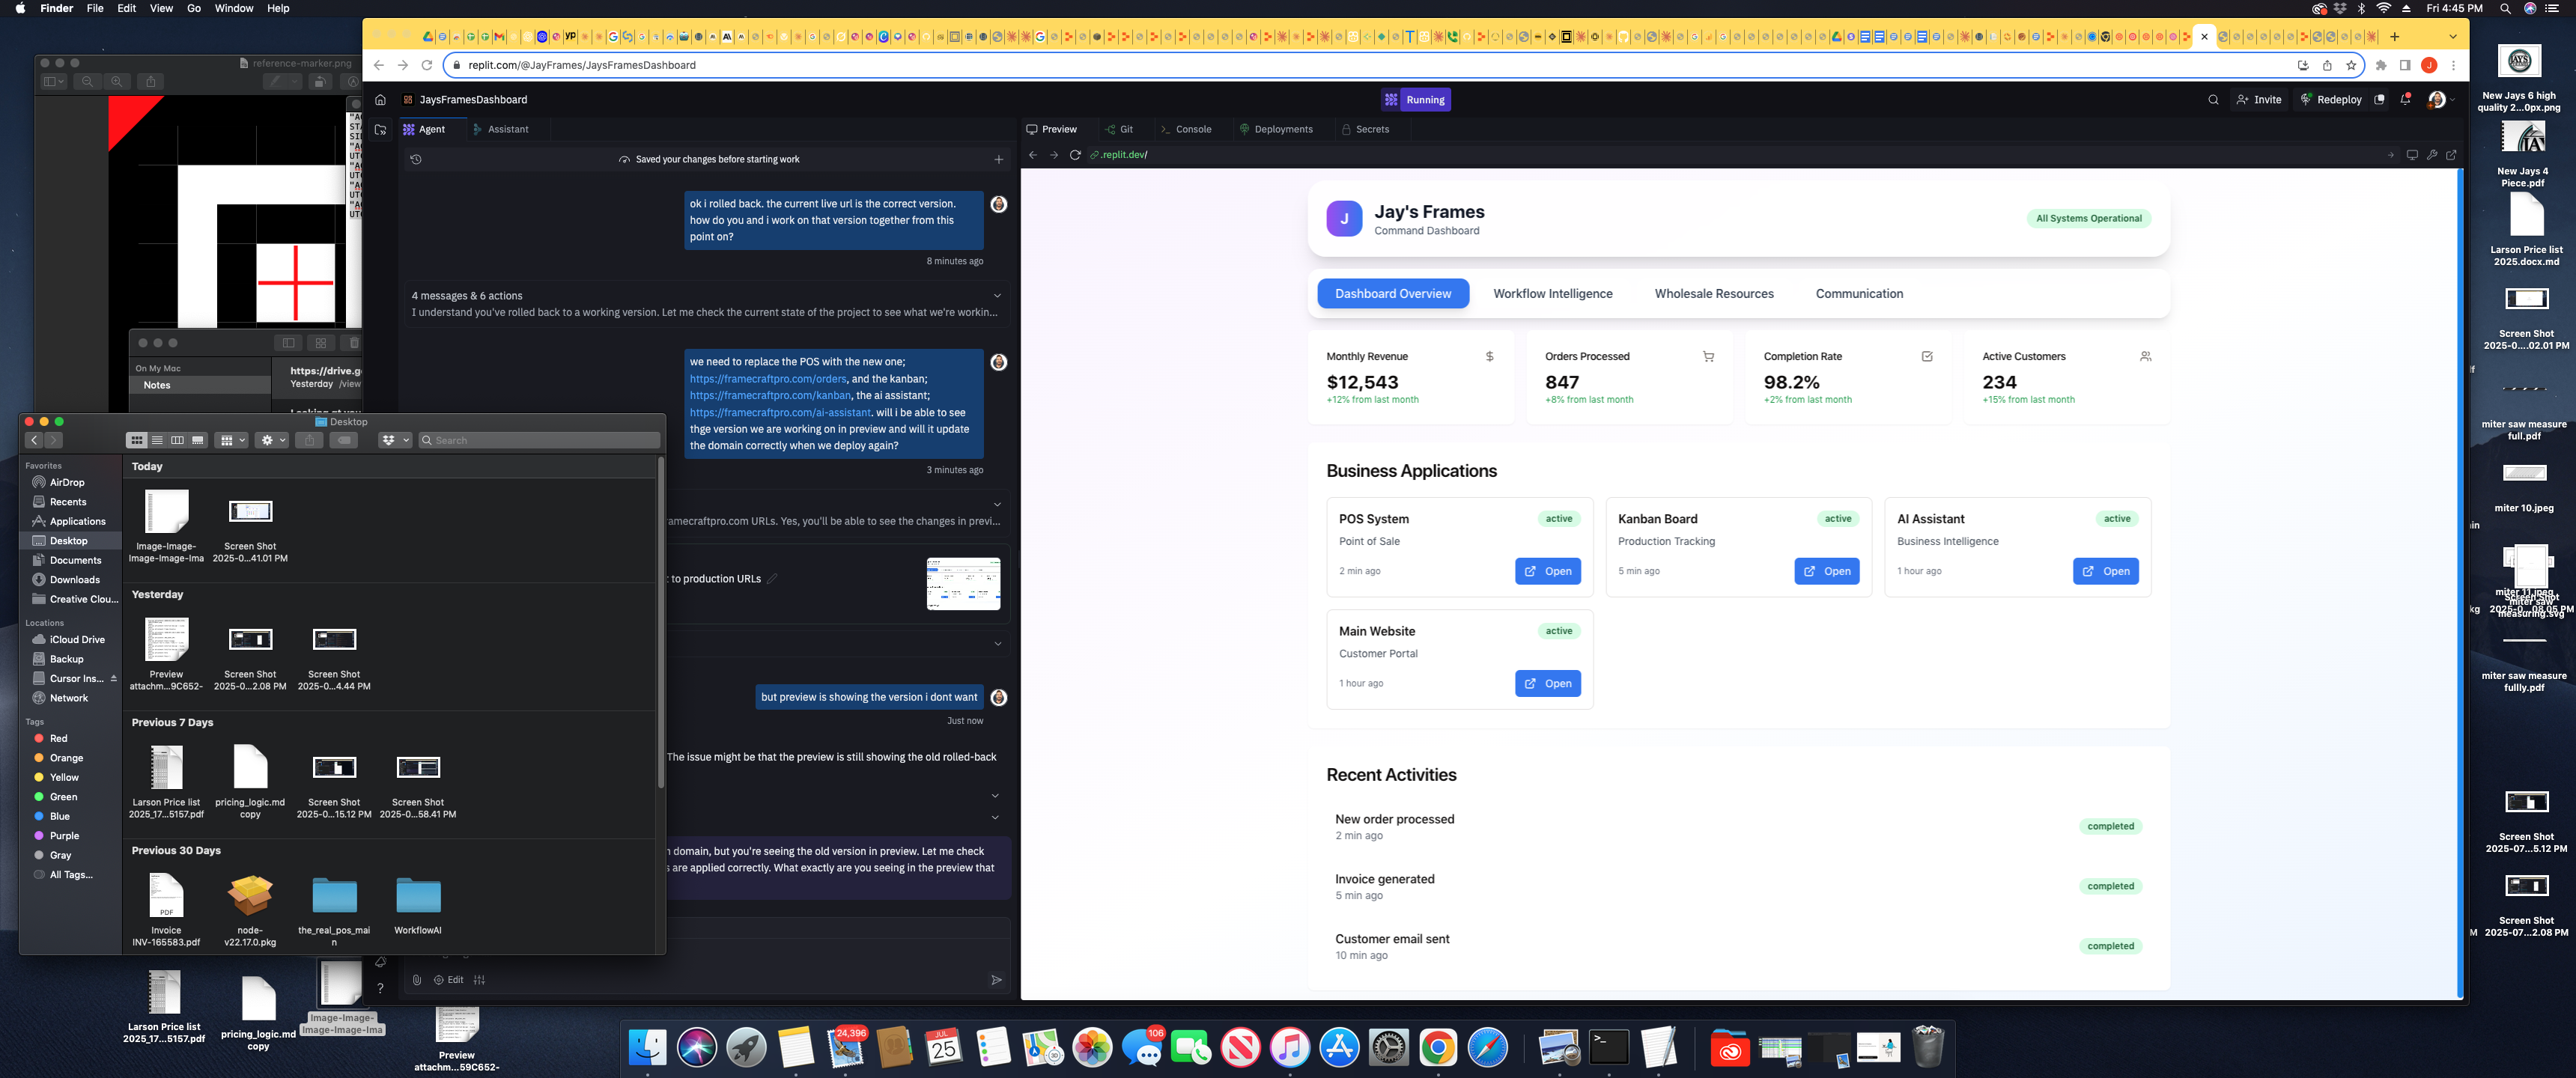 Finder File Edit View Go Window Help
Fri 4:45 PM
reference-marker.png
replit.com/@JayFrames/JaysFramesDashboard
JaysFramesDashboard
Running
Invite
Redeploy
Agent
Assistant
Saved your changes before starting work
ok i rolled back. the current live url is the correct version.
how do you and i work on that version together from this
point on?
8 minutes ago
4 messages & 6 actions
I understand you've rolled back to a working version. Let me check the current state of the project to see what we're workin...
we need to replace the POS with the new one;
https://framecraftpro.com/orders, and the kanban;
https://framecraftpro.com/kanban, the ai assistant;
https://framecraftpro.com/ai-assistant. will i be able to see
thge version we are working on in preview and will it update
the domain correctly when we deploy again?
3 minutes ago
amecraftpro.com URLs. Yes, you'll be able to see the changes in previ...
to production URLs
but preview is showing the version i dont want
Just now
The issue might be that the preview is still showing the old rolled-back
domain, but you're seeing the old version in preview. Let me check
are applied correctly. What exactly are you seeing in the preview that
Edit
Preview
Git
Console
Deployments
Secrets
.replit.dev/
J
Jay's Frames
Command Dashboard
All Systems Operational
Dashboard Overview
Workflow Intelligence
Wholesale Resources
Communication
Monthly Revenue
$12,543
+12% from last month
Orders Processed
847
+8% from last month
Completion Rate
98.2%
+2% from last month
Active Customers
234
+15% from last month
Business Applications
POS System
active
Point of Sale
2 min ago
Open
Kanban Board
active
Production Tracking
5 min ago
Open
AI Assistant
active
Business Intelligence
1 hour ago
Open
Main Website
active
Customer Portal
1 hour ago
Open
Recent Activities
New order processed
2 min ago
completed
Invoice generated
5 min ago
completed
Customer email sent
10 min ago
completed
On My Mac
Notes
https://drive.g
Yesterday /view
Desktop
Search
Favorites
AirDrop
Recents
Applications
Desktop
Documents
Downloads
Creative Clou...
Locations
iCloud Drive
Backup
Cursor Ins...
Network
Tags
Red
Orange
Yellow
Green
Blue
Purple
Gray
All Tags...
Today
Image-Image-
Image-Image-Ima
Screen Shot
2025-0...41.01 PM
Yesterday
Preview
attachm...9C652-
Screen Shot
2025-0...2.08 PM
Screen Shot
2025-0...4.44 PM
Previous 7 Days
Larson Price list
2025_17...5157.pdf
pricing_logic.md
copy
Screen Shot
2025-0...15.12 PM
Screen Shot
2025-0...58.41 PM
Previous 30 Days
PDF
Invoice
INV-165583.pdf
node-
v22.17.0.pkg
the_real_pos_mai
n
WorkflowAI
Larson Price list
2025_17...5157.pdf
pricing_logic.md
copy
Image-Image-
Image-Image-Ima
Preview
attachm...59C652-
New Jays 6 high
quality 2...0px.png
New Jays 4
Piece.pdf
Larson Price list
2025.docx.md
Screen Shot
2025-0....02.01 PM
miter saw measure
full.pdf
miter 10.jpeg
miter 11.jpeg
Screen Shot
2025-0...08.05 PM
miter saw
measuring.svg
miter saw measure
fullly.pdf
Screen Shot
2025-07...5.12 PM
Screen Shot
2025-07...2.08 PM
24,396
JUL
25
106